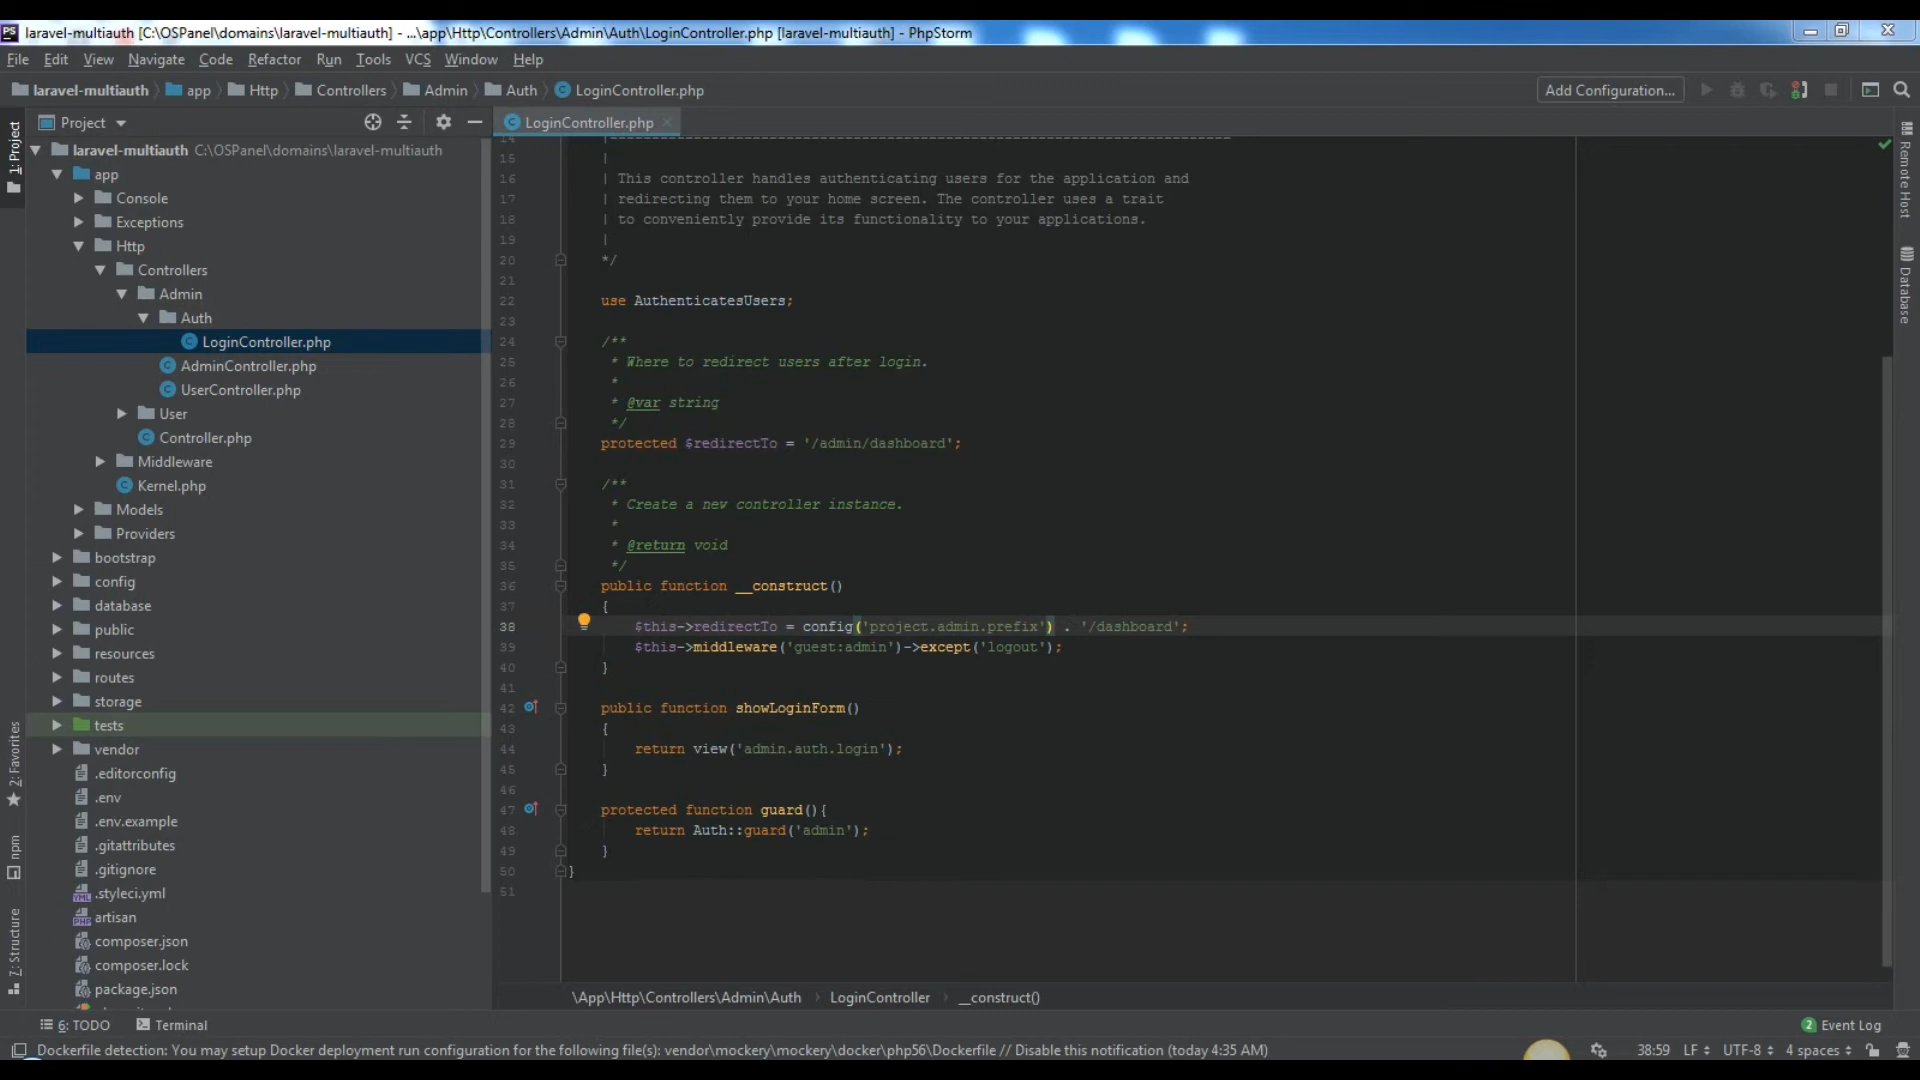 laravel-multiauth [C:\OSPanel\domains\laravel-multiauth] - ...\app\Http\Controllers\Admin\Auth\LoginController.php [laravel-multiauth] - PhpStorm
File Edit View Navigate Code Refactor Run Tools VCS Window Help
laravel-multiauth app Http Controllers Admin Auth LoginController.php Add Configuration...
Project LoginController.php
1: Project
2: Favorites
npm
7: Structure
laravel-multiauth C:\OSPanel\domains\laravel-multiauth
app
Console
Exceptions
Http
Controllers
Admin
Auth
LoginController.php
AdminController.php
UserController.php
User
Controller.php
Middleware
Kernel.php
Models
Providers
bootstrap
config
database
public
resources
routes
storage
tests
vendor
.editorconfig
.env
.env.example
.gitattributes
.gitignore
.styleci.yml
artisan
composer.json
composer.lock
package.json
14 |--------------------------------------------------------------------------
15 |
16 | This controller handles authenticating users for the application and
17 | redirecting them to your home screen. The controller uses a trait
18 | to conveniently provide its functionality to your applications.
19 |
20 */
21
22 use AuthenticatesUsers;
23
24 /**
25 * Where to redirect users after login.
26 *
27 * @var string
28 */
29 protected $redirectTo = '/admin/dashboard';
30
31 /**
32 * Create a new controller instance.
33 *
34 * @return void
35 */
36 public function __construct()
37 {
38 $this->redirectTo = config('project.admin.prefix') . '/dashboard';
39 $this->middleware('guest:admin')->except('logout');
40 }
41
42 public function showLoginForm()
43 {
44 return view('admin.auth.login');
45 }
46
47 protected function guard(){
48 return Auth::guard('admin');
49 }
50 }
51
Remote Host
Database
\App\Http\Controllers\Admin\Auth LoginController __construct()
6: TODO Terminal 2 Event Log
Dockerfile detection: You may setup Docker deployment run configuration for the following file(s): vendor\mockery\mockery\docker\php56\Dockerfile // Disable this notification (today 4:35 AM) 38:59 LF UTF-8 4 spaces